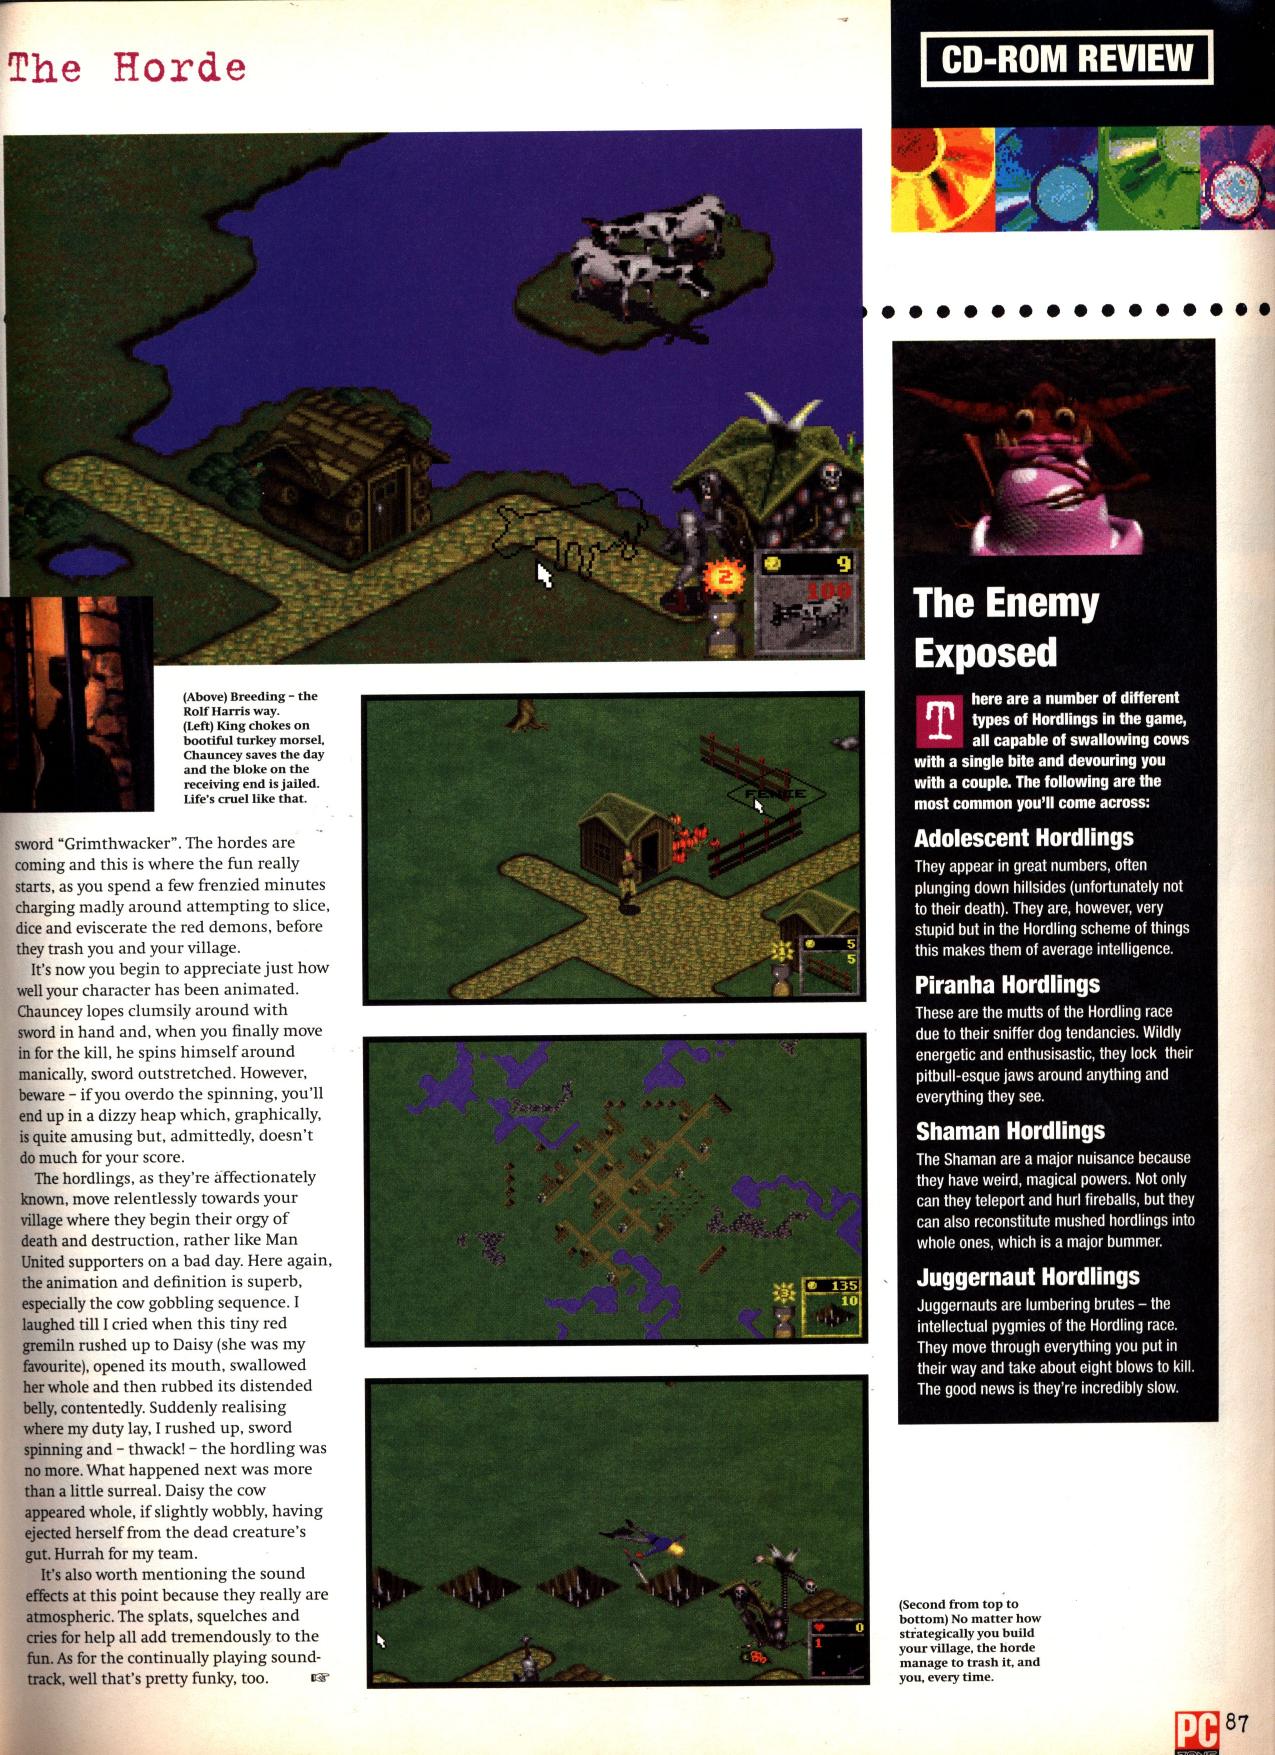 The Horde
CD-ROM REVIEW
2
9
100
(Above) Breeding – the
Rolf Harris way.
(Left) King chokes on
bootiful turkey morsel,
Chauncey saves the day
and the bloke on the
receiving end is jailed.
Life's cruel like that.
sword “Grimthwacker”. The hordes are
coming and this is where the fun really
starts, as you spend a few frenzied minutes
charging madly around attempting to slice,
dice and eviscerate the red demons, before
they trash you and your village.
It's now you begin to appreciate just how
well your character has been animated.
Chauncey lopes clumsily around with
sword in hand and, when you finally move
in for the kill, he spins himself around
manically, sword outstretched. However,
beware – if you overdo the spinning, you'll
end up in a dizzy heap which, graphically,
is quite amusing but, admittedly, doesn't
do much for your score.
The hordlings, as they're affectionately
known, move relentlessly towards your
village where they begin their orgy of
death and destruction, rather like Man
United supporters on a bad day. Here again,
the animation and definition is superb,
especially the cow gobbling sequence. I
laughed till I cried when this tiny red
gremiln rushed up to Daisy (she was my
favourite), opened its mouth, swallowed
her whole and then rubbed its distended
belly, contentedly. Suddenly realising
where my duty lay, I rushed up, sword
spinning and – thwack! – the hordling was
no more. What happened next was more
than a little surreal. Daisy the cow
appeared whole, if slightly wobbly, having
ejected herself from the dead creature's
gut. Hurrah for my team.
It's also worth mentioning the sound
effects at this point because they really are
atmospheric. The splats, squelches and
cries for help all add tremendously to the
fun. As for the continually playing sound-
track, well that's pretty funky, too.
FENCE
1
5
5
3
135
10
0
1
The Enemy
Exposed
There are a number of different
types of Hordlings in the game,
all capable of swallowing cows
with a single bite and devouring you
with a couple. The following are the
most common you'll come across:
Adolescent Hordlings
They appear in great numbers, often
plunging down hillsides (unfortunately not
to their death). They are, however, very
stupid but in the Hordling scheme of things
this makes them of average intelligence.
Piranha Hordlings
These are the mutts of the Hordling race
due to their sniffer dog tendancies. Wildly
energetic and enthusisastic, they lock their
pitbull-esque jaws around anything and
everything they see.
Shaman Hordlings
The Shaman are a major nuisance because
they have weird, magical powers. Not only
can they teleport and hurl fireballs, but they
can also reconstitute mushed hordlings into
whole ones, which is a major bummer.
Juggernaut Hordlings
Juggernauts are lumbering brutes – the
intellectual pygmies of the Hordling race.
They move through everything you put in
their way and take about eight blows to kill.
The good news is they're incredibly slow.
(Second from top to
bottom) No matter how
strategically you build
your village, the horde
manage to trash it, and
you, every time.
PC
ZONE
87